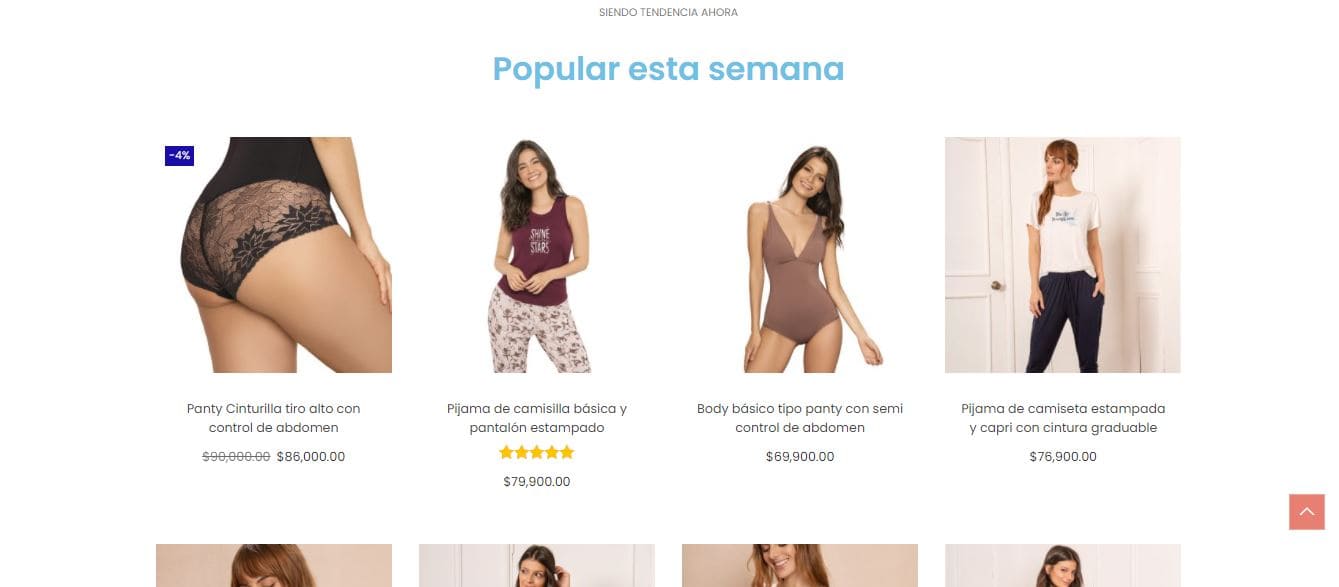 SIENDO TENDENCIA AHORA
Popular esta semana
-4%
SHINE
STARS
Panty Cinturilla tiro alto con
control de abdomen
$90,000.00 $86,000.00
Pijama de camisilla básica y
pantalón estampado
$79,900.00
Body básico tipo panty con semi
control de abdomen
$69,900.00
Pijama de camiseta estampada
y capri con cintura graduable
$76,900.00